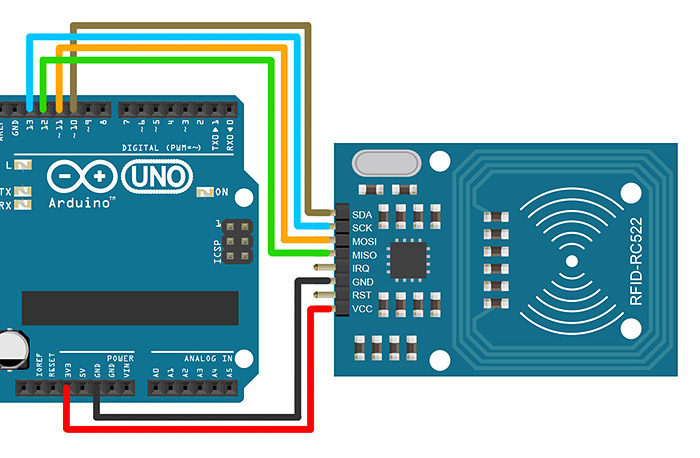 AREF
GND
13
12
~11
~10
~9
8
7
~6
~5
4
~3
2
TX0▶1
RX0◀0
DIGITAL (PWM=~)
L
TX
RX
UNO
ON
Arduino™
1
ICSP
SDA
SCK
MOSI
MISO
IRQ
GND
RST
VCC
RFID-RC522
POWER
ANALOG IN
IOREF
RESET
3V3
5V
GND
GND
VIN
A0
A1
A2
A3
A4
A5